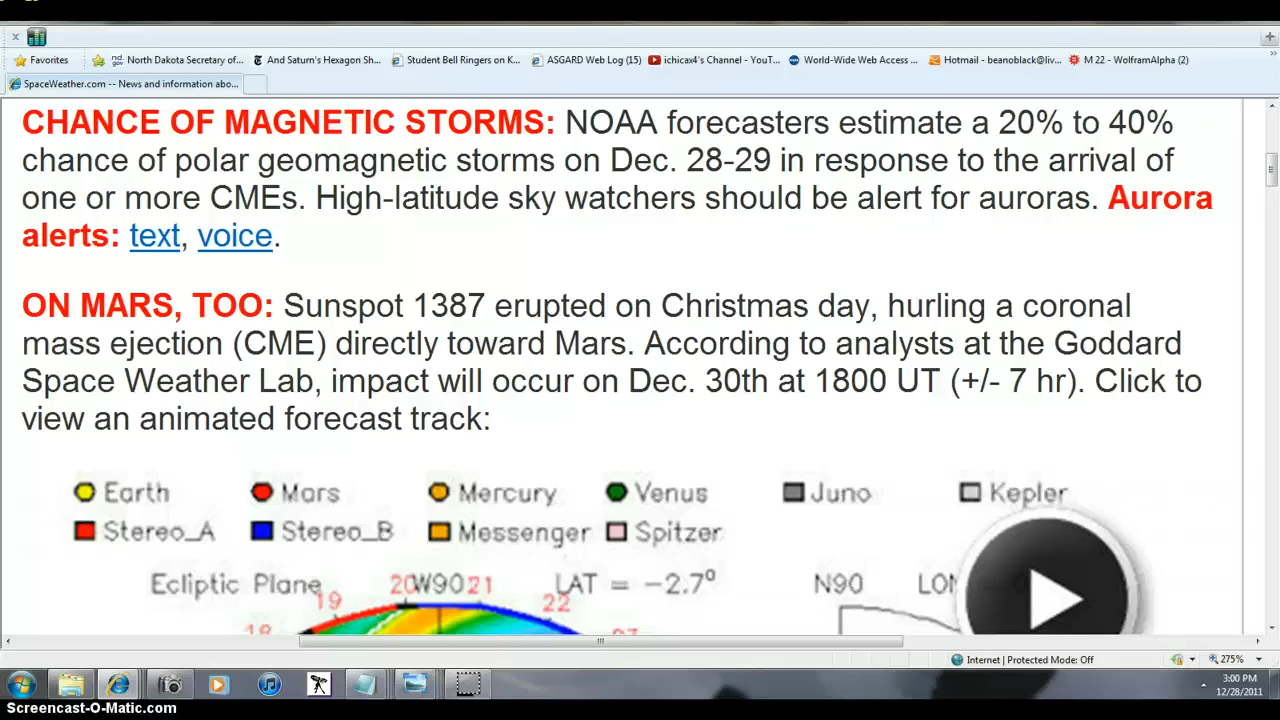 Favorites
nd.gov North Dakota Secretary of...
And Saturn's Hexagon Sh...
Student Bell Ringers on K...
ASGARD Web Log (15)
ichicax4's Channel - YouT...
World-Wide Web Access ...
Hotmail - beanoblack@liv...
M 22 - WolframAlpha (2)
SpaceWeather.com -- News and information abo...
CHANCE OF MAGNETIC STORMS: NOAA forecasters estimate a 20% to 40%
chance of polar geomagnetic storms on Dec. 28-29 in response to the arrival of
one or more CMEs. High-latitude sky watchers should be alert for auroras. Aurora
alerts: text, voice.
ON MARS, TOO: Sunspot 1387 erupted on Christmas day, hurling a coronal
mass ejection (CME) directly toward Mars. According to analysts at the Goddard
Space Weather Lab, impact will occur on Dec. 30th at 1800 UT (+/- 7 hr). Click to
view an animated forecast track:
Earth Mars Mercury Venus Juno Kepler
Stereo_A Stereo_B Messenger Spitzer
Ecliptic Plane W90 LAT = -2.7° N90
18 19 20 21 22
Internet | Protected Mode: Off
275%
3:00 PM
12/28/2011
Screencast-O-Matic.com